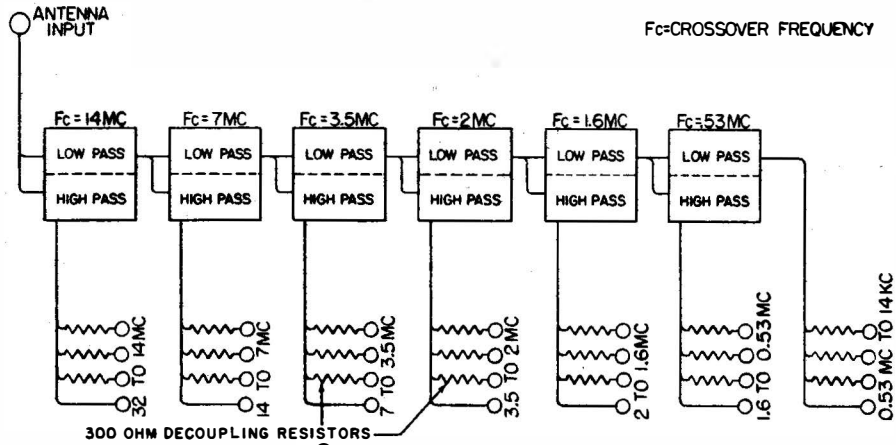 ANTENNA
INPUT
Fc=CROSSOVER FREQUENCY
Fc=14MC
Fc=7MC
Fc=3.5MC
Fc=2MC
Fc=1.6MC
Fc=.53MC
LOW PASS
LOW PASS
LOW PASS
LOW PASS
LOW PASS
LOW PASS
HIGH PASS
HIGH PASS
HIGH PASS
HIGH PASS
HIGH PASS
HIGH PASS
32 TO 14MC
14 TO 7MC
7 TO 3.5MC
3.5 TO 2MC
2 TO 1.6MC
1.6 TO 0.53MC
0.53 MC TO 14KC
300 OHM DECOUPLING RESISTORS